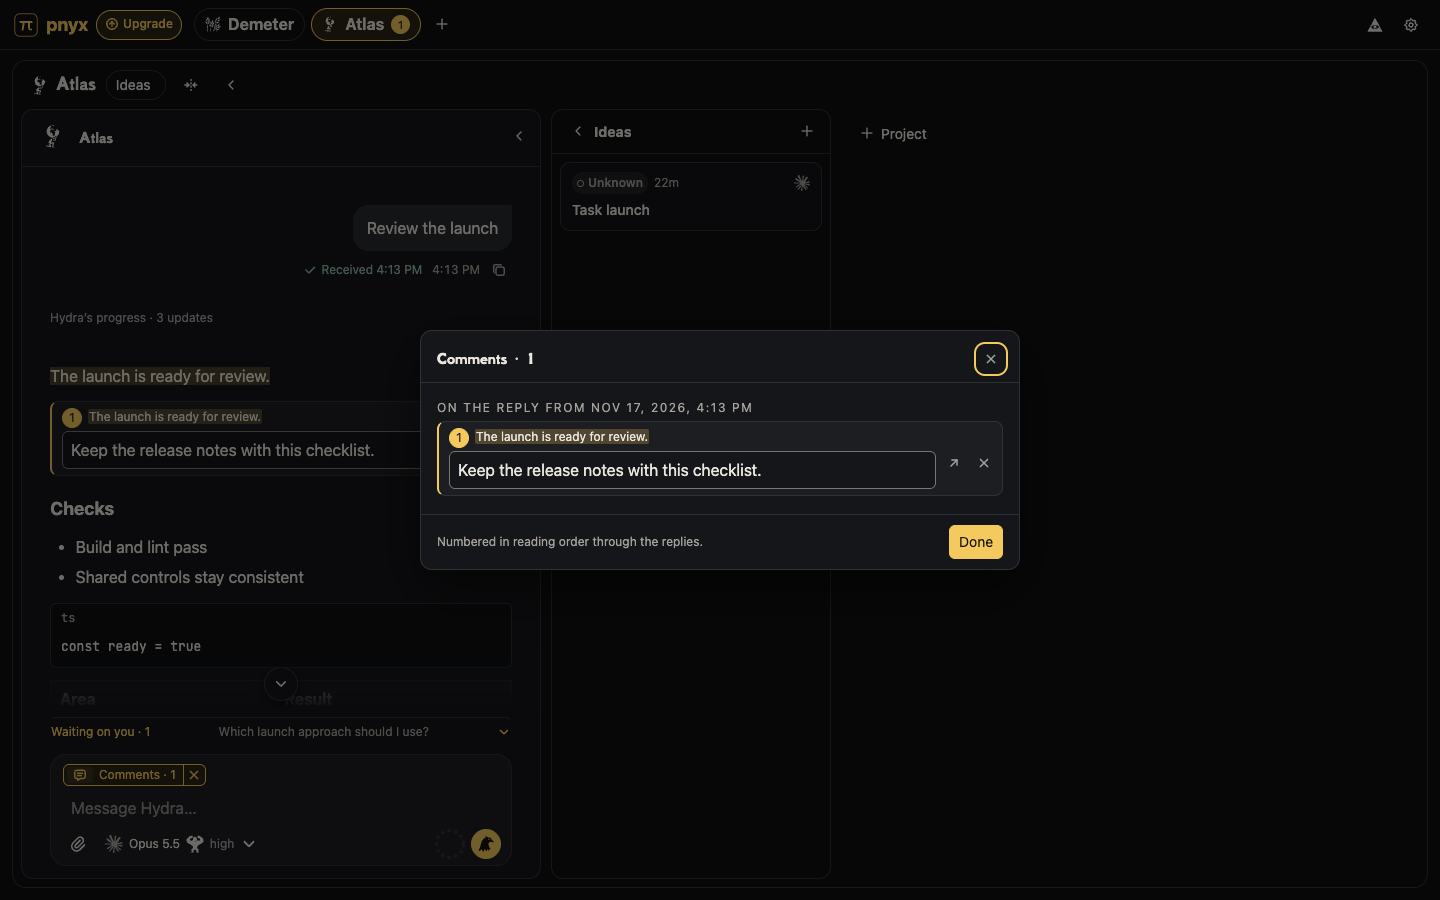 π pnyx Upgrade Demeter Atlas 1 +
Atlas Ideas
Atlas
Ideas
+ Project
Unknown 22m
Task launch
Review the launch
Received 4:13 PM 4:13 PM
Hydra's progress · 3 updates
The launch is ready for review.
1 The launch is ready for review.
Keep the release notes with this checklist.
Checks
• Build and lint pass
• Shared controls stay consistent
ts
const ready = true
Area Result
Waiting on you · 1 Which launch approach should I use?
Comments · 1
Message Hydra...
Opus 5.5 high
Comments · 1
ON THE REPLY FROM NOV 17, 2026, 4:13 PM
1 The launch is ready for review.
Keep the release notes with this checklist.
Numbered in reading order through the replies.
Done